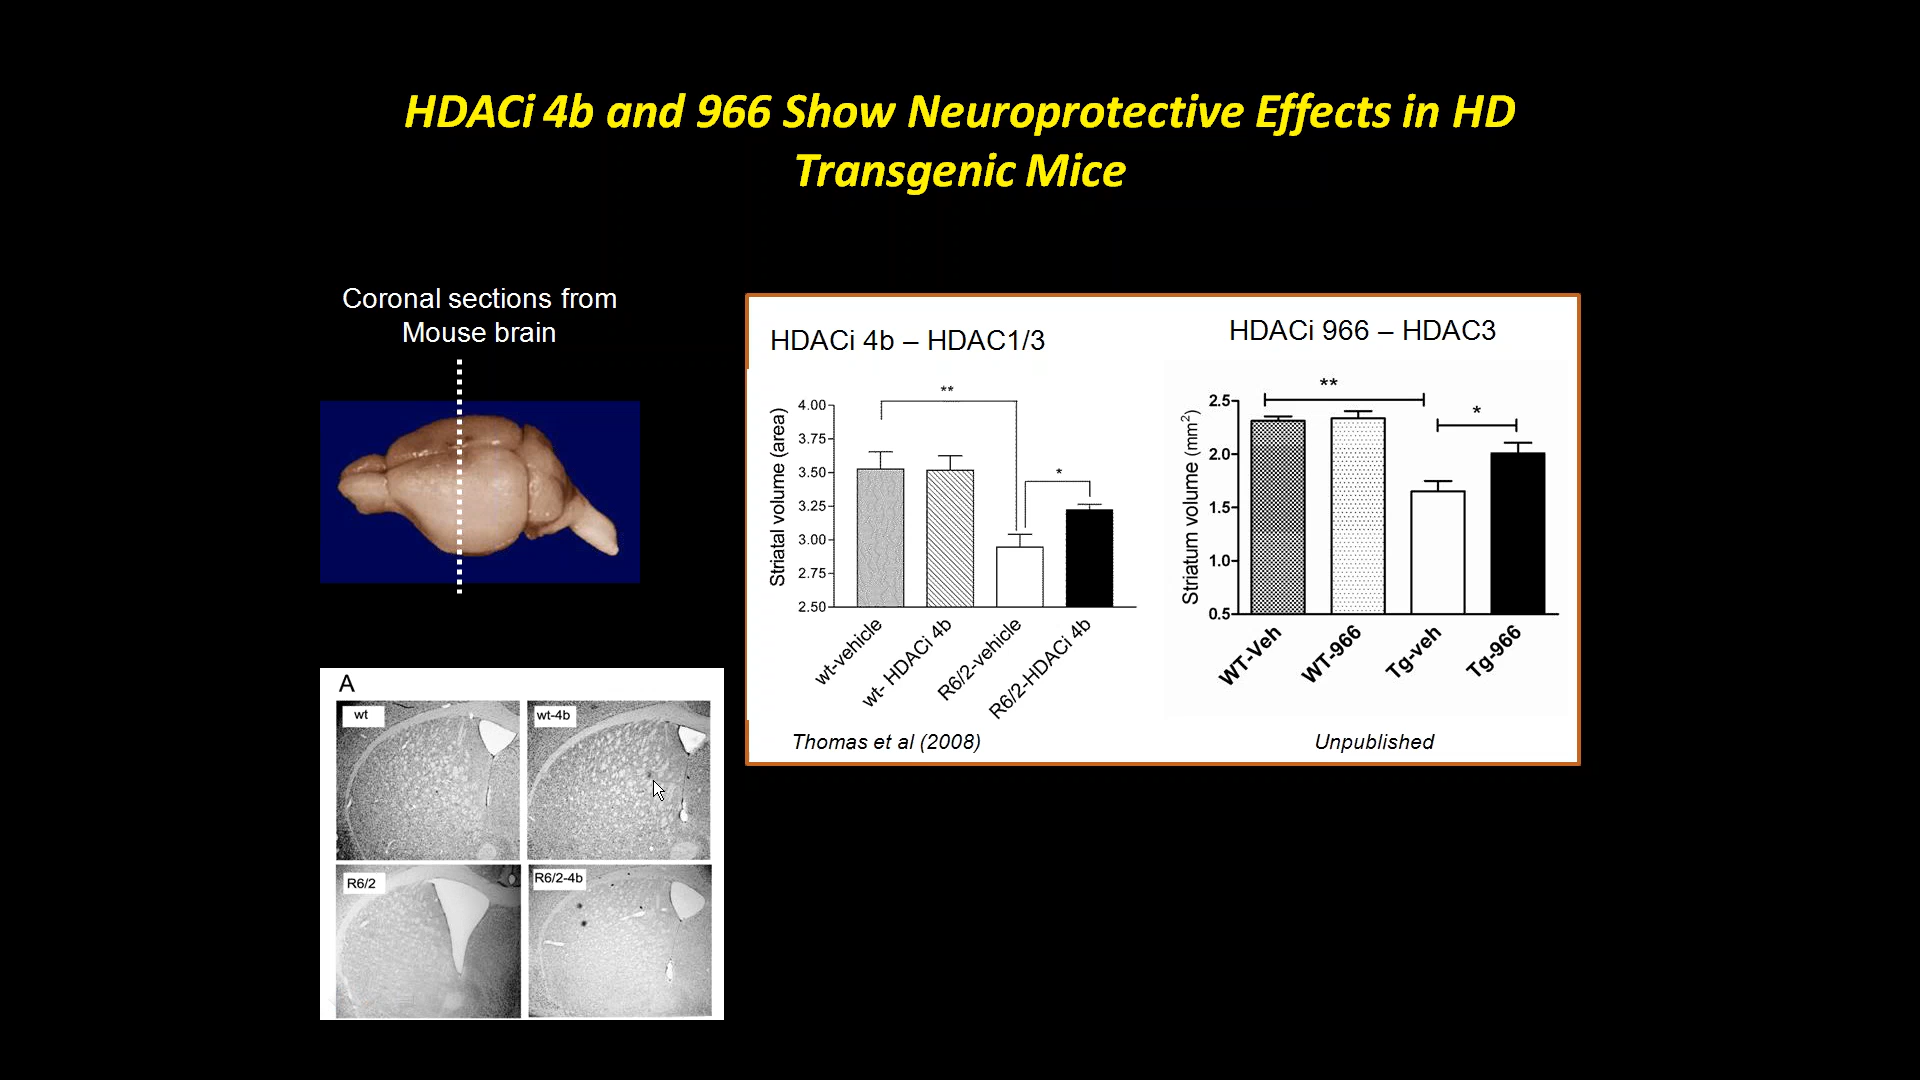 HDACi 4b and 966 Show Neuroprotective Effects in HD
Transgenic Mice
Coronal sections from
Mouse brain
A
wt
wt-4b
R6/2
R6/2-4b
HDACi 4b – HDAC1/3
**
*
Striatal volume (area)
4.00
3.75
3.50
3.25
3.00
2.75
2.50
wt-vehicle
wt- HDACi 4b
R6/2-vehicle
R6/2-HDACi 4b
Thomas et al (2008)
HDACi 966 – HDAC3
**
*
Striatum volume (mm²)
2.5
2.0
1.5
1.0
0.5
WT-Veh
WT-966
Tg-veh
Tg-966
Unpublished